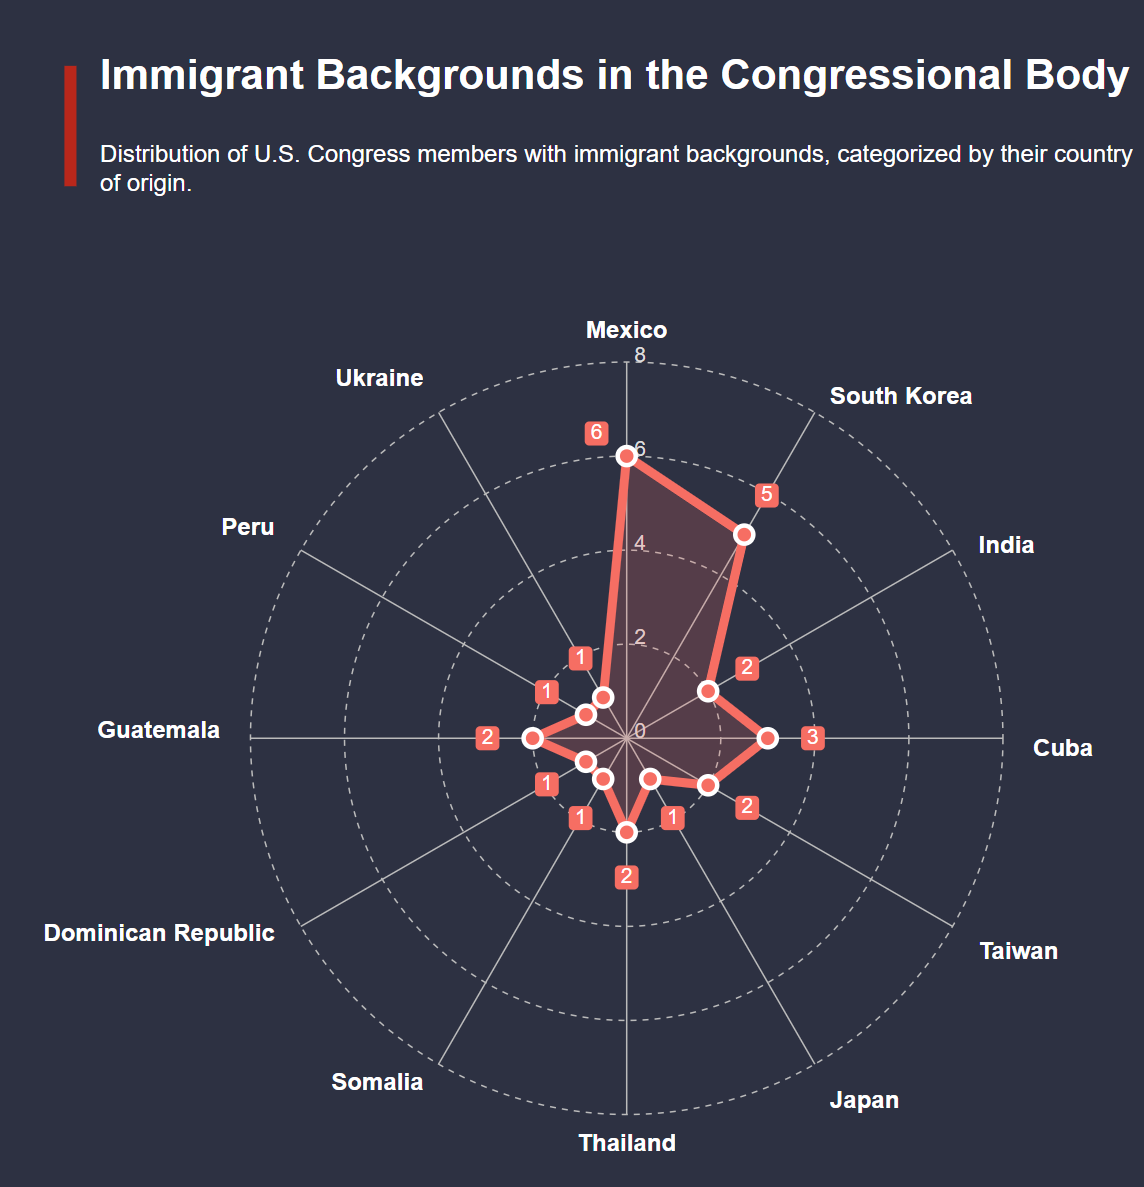 Immigrant Backgrounds in the Congressional Body
Distribution of U.S. Congress members with immigrant backgrounds, categorized by their country
of origin.
Mexico
8
Ukraine
South Korea
6
6
5
Peru
India
4
2
1
2
1
Guatemala
0
2
3
Cuba
1
2
1
1
2
Dominican Republic
Taiwan
Somalia
Japan
Thailand